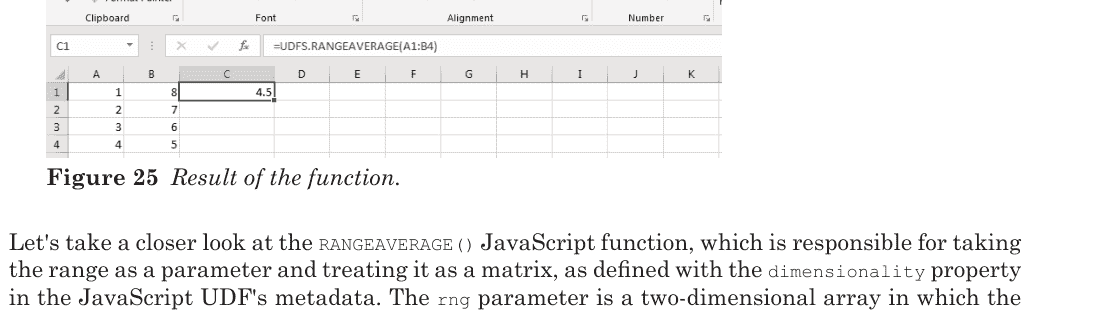 Clipboard Font Alignment Number
C1 fx =UDFS.RANGEAVERAGE(A1:B4)
A B C D E F G H I J K
1 1 8 4.5
2 2 7
3 3 6
4 4 5
Figure 25 Result of the function.
Let's take a closer look at the RANGEAVERAGE() JavaScript function, which is responsible for taking
the range as a parameter and treating it as a matrix, as defined with the dimensionality property
in the JavaScript UDF's metadata. The rng parameter is a two-dimensional array in which the